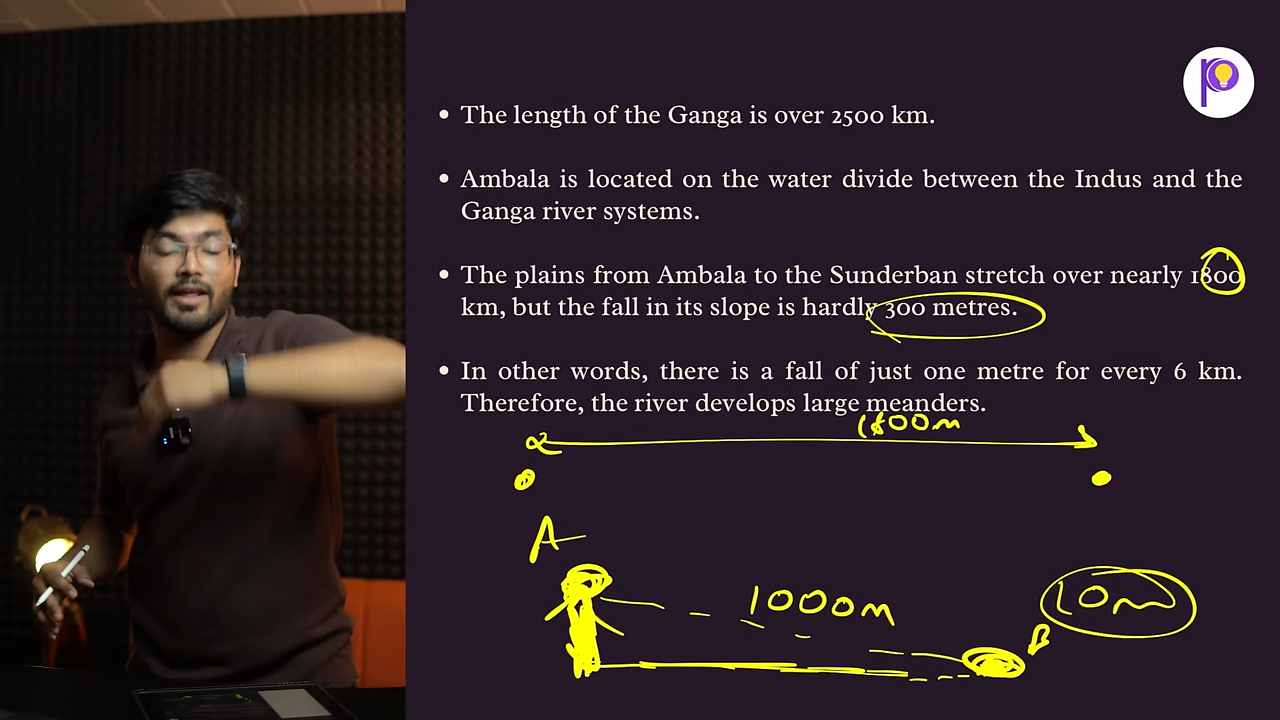 • The length of the Ganga is over 2500 km.
• Ambala is located on the water divide between the Indus and the
Ganga river systems.
• The plains from Ambala to the Sunderban stretch over nearly 1800
km, but the fall in its slope is hardly 300 metres.
• In other words, there is a fall of just one metre for every 6 km.
Therefore, the river develops large meanders.
1800m
A
1000m
10m